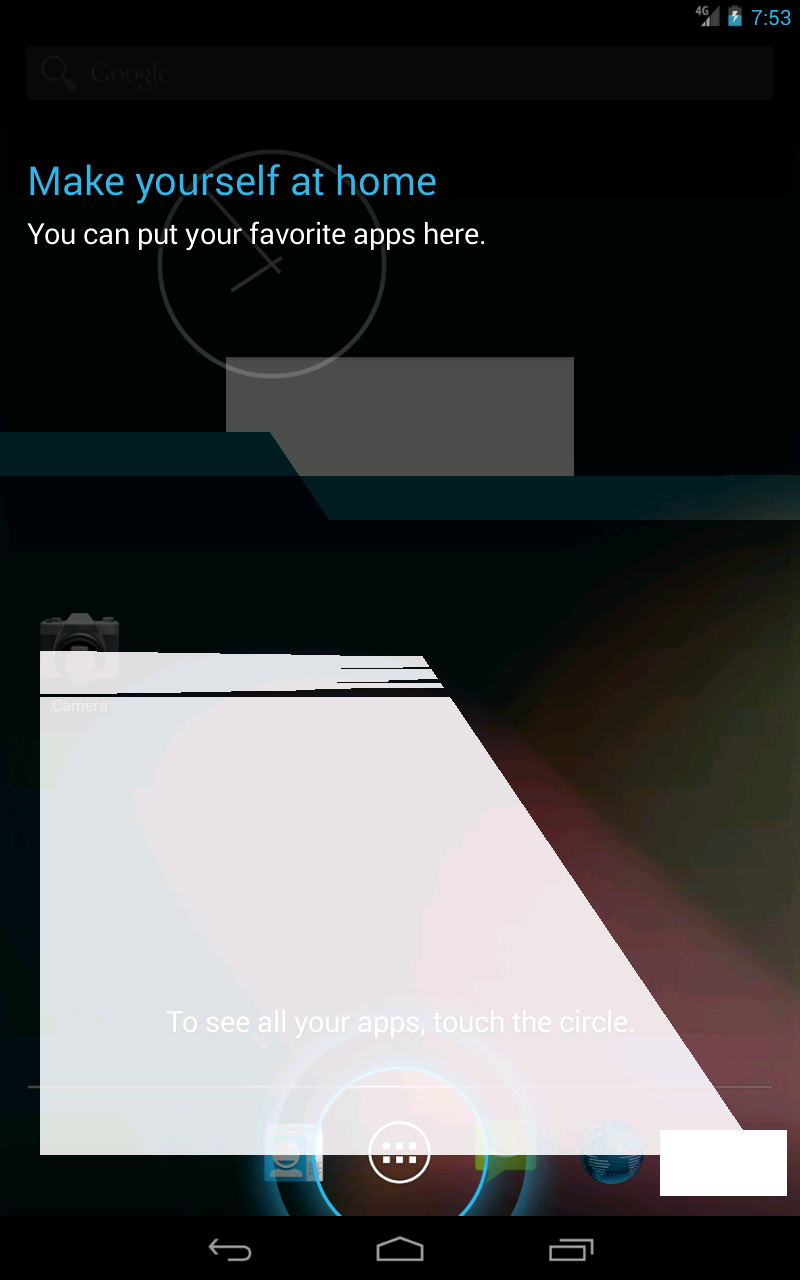 4G 7:53
Google
Make yourself at home
You can put your favorite apps here.
Camera
To see all your apps, touch the circle.